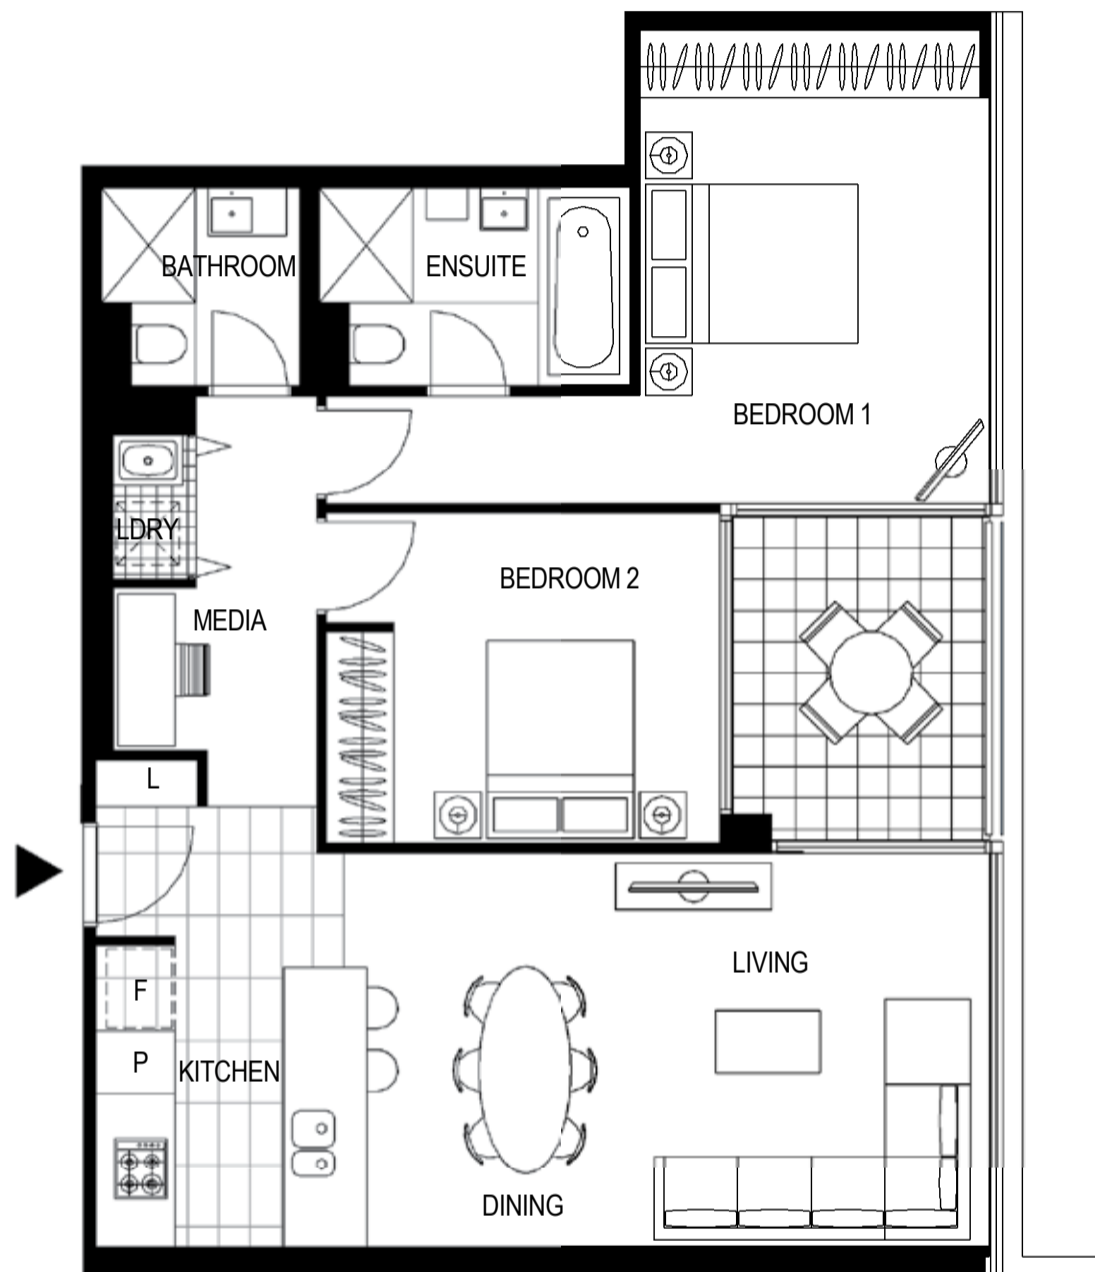 BATHROOM
ENSUITE
BEDROOM 1
LDRY
BEDROOM 2
MEDIA
L
LIVING
F
P
KITCHEN
DINING